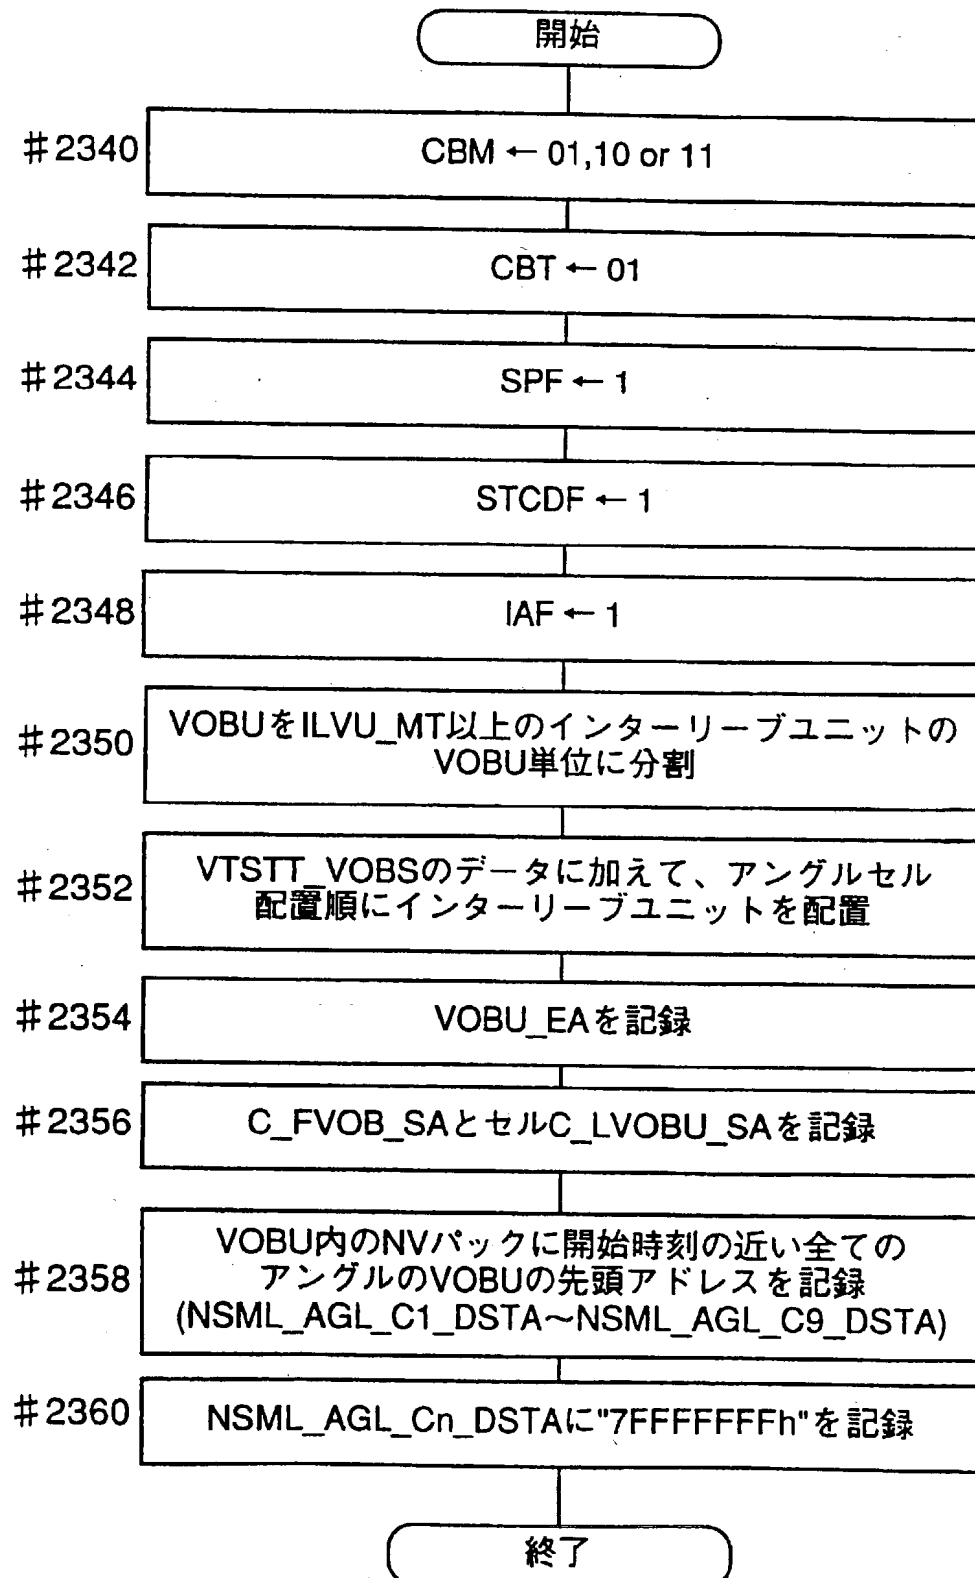 開始
#2340
CBM ← 01,10 or 11
#2342
CBT ← 01
#2344
SPF ← 1
#2346
STCDF ← 1
#2348
IAF ← 1
#2350
VOBUをILVU_MT以上のインターリーブユニットの
VOBU単位に分割
#2352
VTSTT_VOBSのデータに加えて、アングルセル
配置順にインターリーブユニットを配置
#2354
VOBU_EAを記録
#2356
C_FVOB_SAとセルC_LVOBU_SAを記録
#2358
VOBU内のNVパックに開始時刻の近い全ての
アングルのVOBUの先頭アドレスを記録
(NSML_AGL_C1_DSTA～NSML_AGL_C9_DSTA)
#2360
NSML_AGL_Cn_DSTAに"7FFFFFFFh"を記録
終了